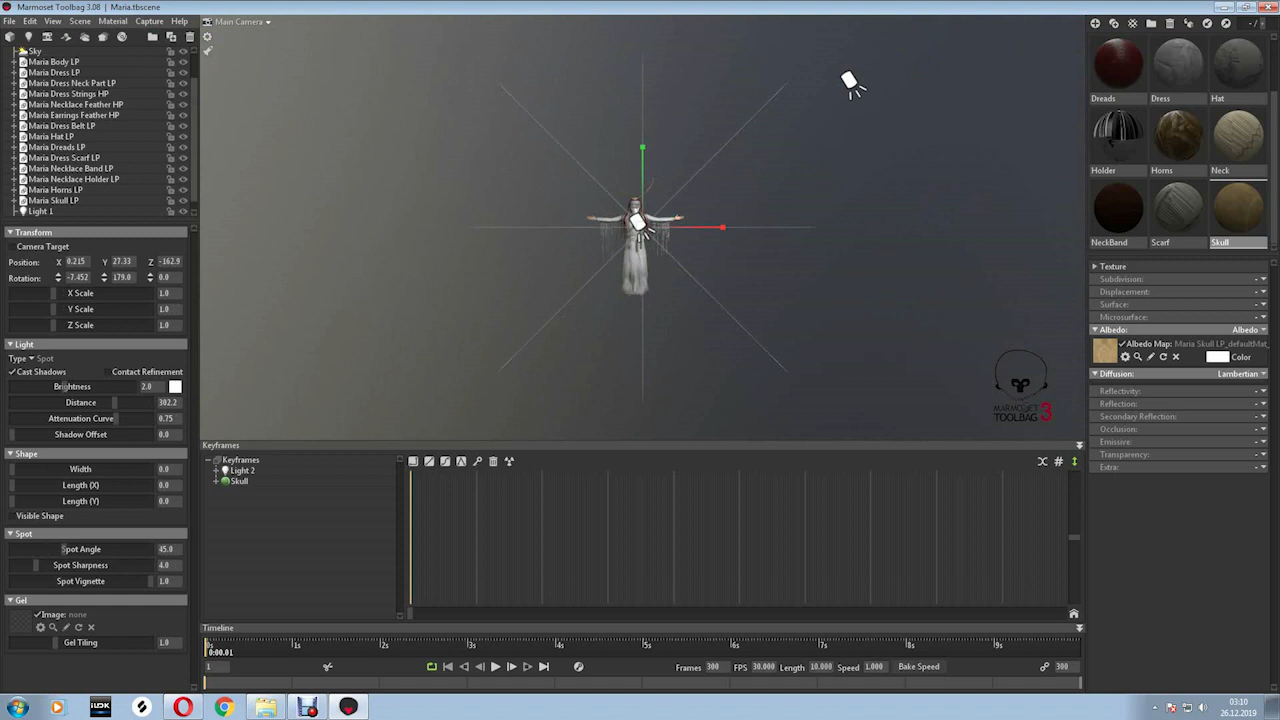 Marmoset Toolbag 3.08 | Maria.tbscene
File Edit View Scene Material Capture Help
Main Camera
Sky
Maria Body LP
Maria Dress LP
Maria Dress Neck Part LP
Maria Dress Strings HP
Maria Necklace Feather HP
Maria Earrings Feather HP
Maria Dress Belt LP
Maria Hat LP
Maria Dreads LP
Maria Dress Scarf LP
Maria Necklace Band LP
Maria Necklace Holder LP
Maria Horns LP
Maria Skull LP
Light 1
Transform
Camera Target
Position: X 0.215 Y 27.33 Z -162.9
Rotation: -7.452 179.0 0.0
X Scale 1.0
Y Scale 1.0
Z Scale 1.0
Light
Type Spot
Cast Shadows Contact Refinement
Brightness 2.0
Distance 302.2
Attenuation Curve 0.75
Shadow Offset 0.0
Shape
Width 0.0
Length (X) 0.0
Length (Y) 0.0
Visible Shape
Spot
Spot Angle 45.0
Spot Sharpness 4.0
Spot Vignette 1.0
Gel
Image: none
Gel Tiling 1.0
MARMOSET
TOOLBAG 3
Keyframes
Keyframes
Light 2
Skull
Timeline
0s 1s 2s 3s 4s 5s 6s 7s 8s 9s
0:00.01
1
Frames 300 FPS 30.000 Length 10.000 Speed 1.000 Bake Speed 300
Dreads Dress Hat
Holder Horns Neck
NeckBand Scarf Skull
Texture
Subdivision:
Displacement:
Surface:
Microsurface:
Albedo: Albedo
Albedo Map: Maria Skull LP_defaultMat_
Color
Diffusion: Lambertian
Reflectivity:
Reflection:
Secondary Reflection:
Occlusion:
Emissive:
Transparency:
Extra:
03:10
26.12.2019